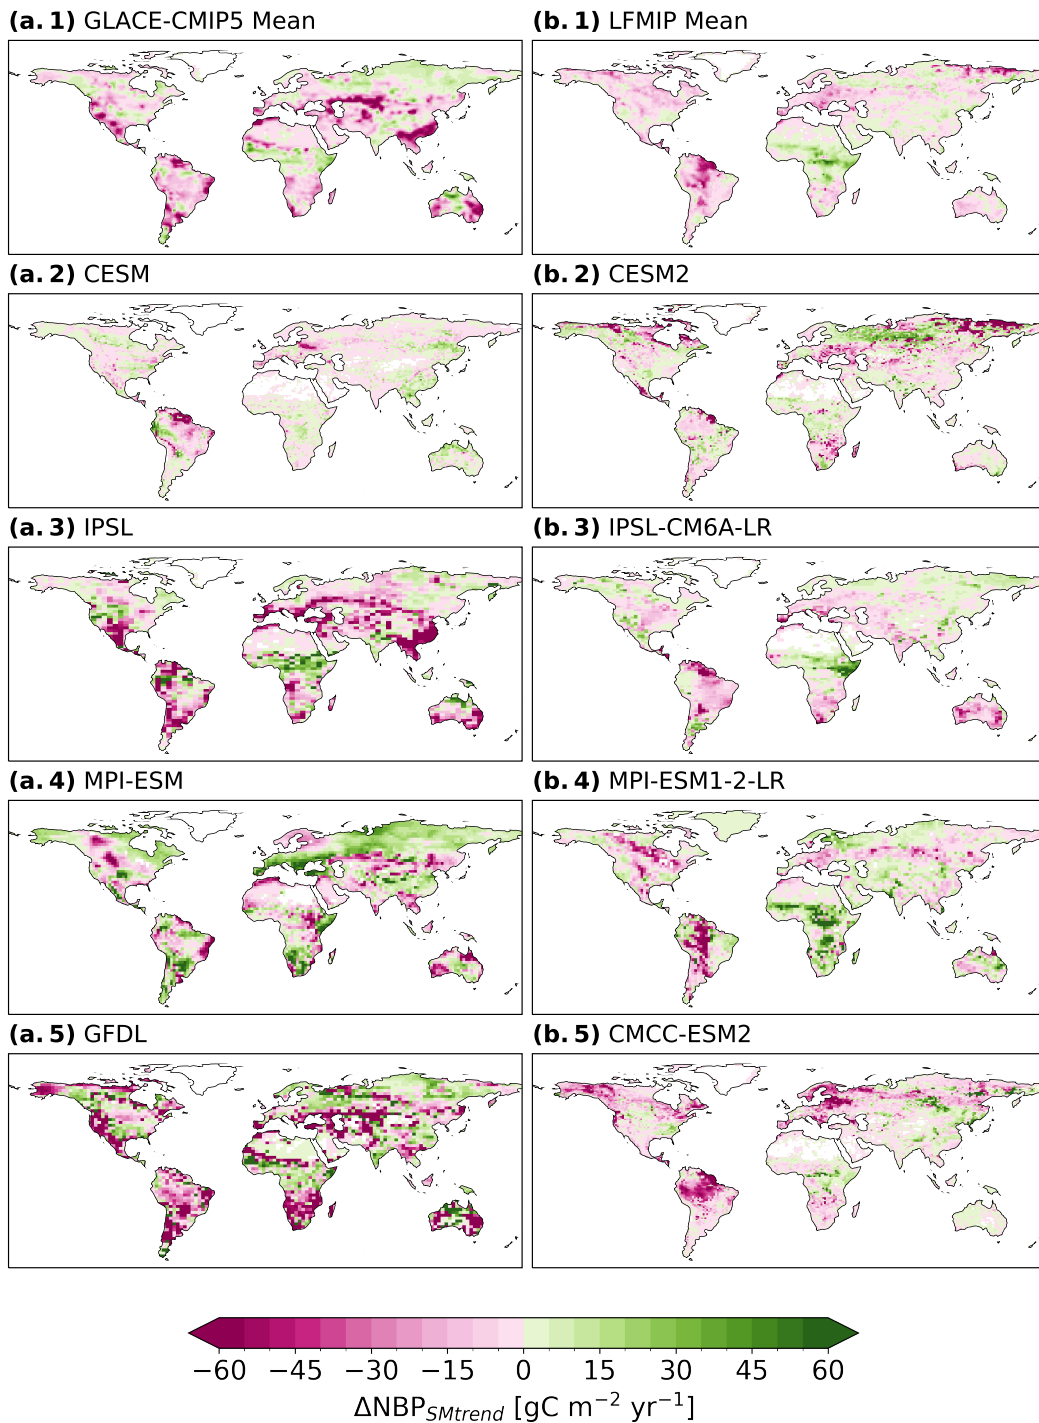 (a. 1) GLACE-CMIP5 Mean
(b. 1) LFMIP Mean
(a. 2) CESM
(b. 2) CESM2
(a. 3) IPSL
(b. 3) IPSL-CM6A-LR
(a. 4) MPI-ESM
(b. 4) MPI-ESM1-2-LR
(a. 5) GFDL
(b. 5) CMCC-ESM2
−60 −45 −30 −15 0 15 30 45 60
ΔNBP_{SMtrend} [gC m⁻² yr⁻¹]